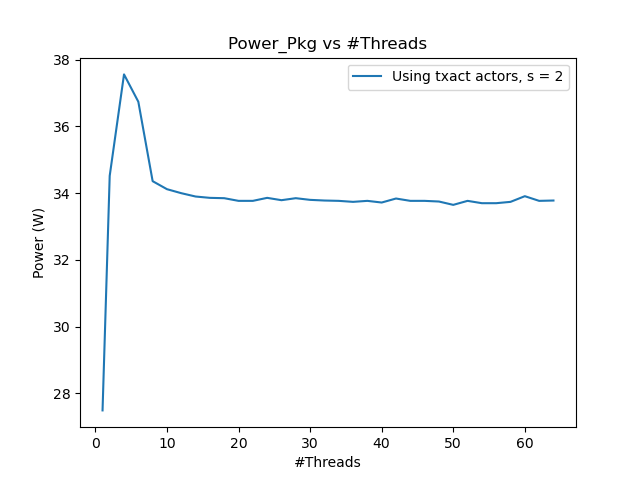 Power_Pkg vs #Threads
Using txact actors, s = 2
38
36
34
32
30
28
Power (W)
0 10 20 30 40 50 60
#Threads